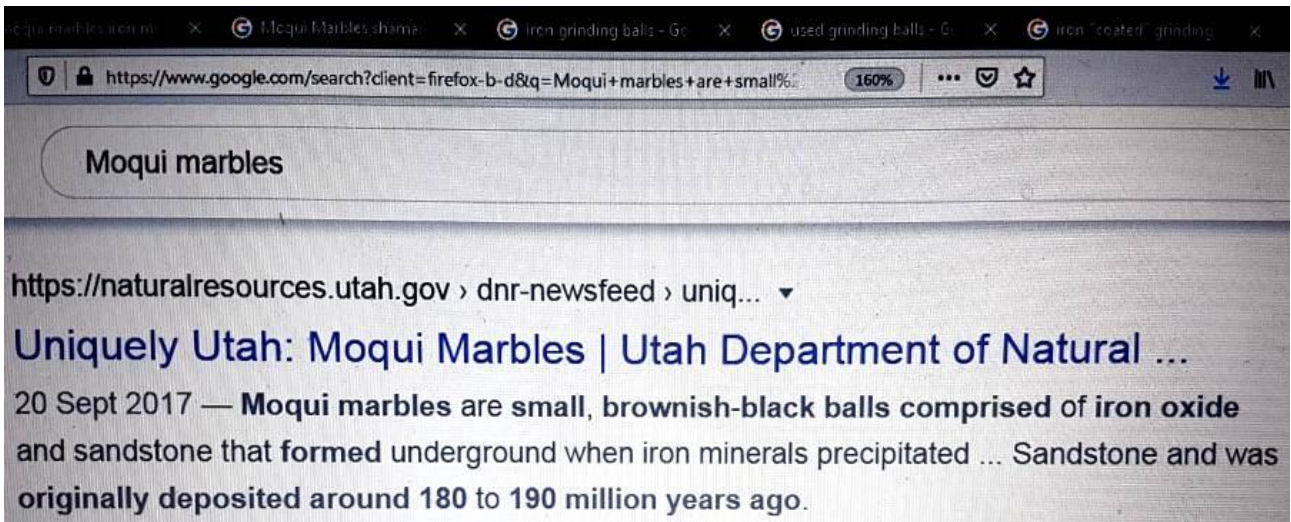 Moqui Marbles shama
iron grinding balls - Go
used grinding balls - G
iron "coated" grinding
https://www.google.com/search?client=firefox-b-d&q=Moqui+marbles+are+small%2
160%
Moqui marbles
https://naturalresources.utah.gov › dnr-newsfeed › uniq...
Uniquely Utah: Moqui Marbles | Utah Department of Natural ...
20 Sept 2017 — Moqui marbles are small, brownish-black balls comprised of iron oxide
and sandstone that formed underground when iron minerals precipitated ... Sandstone and was
originally deposited around 180 to 190 million years ago.